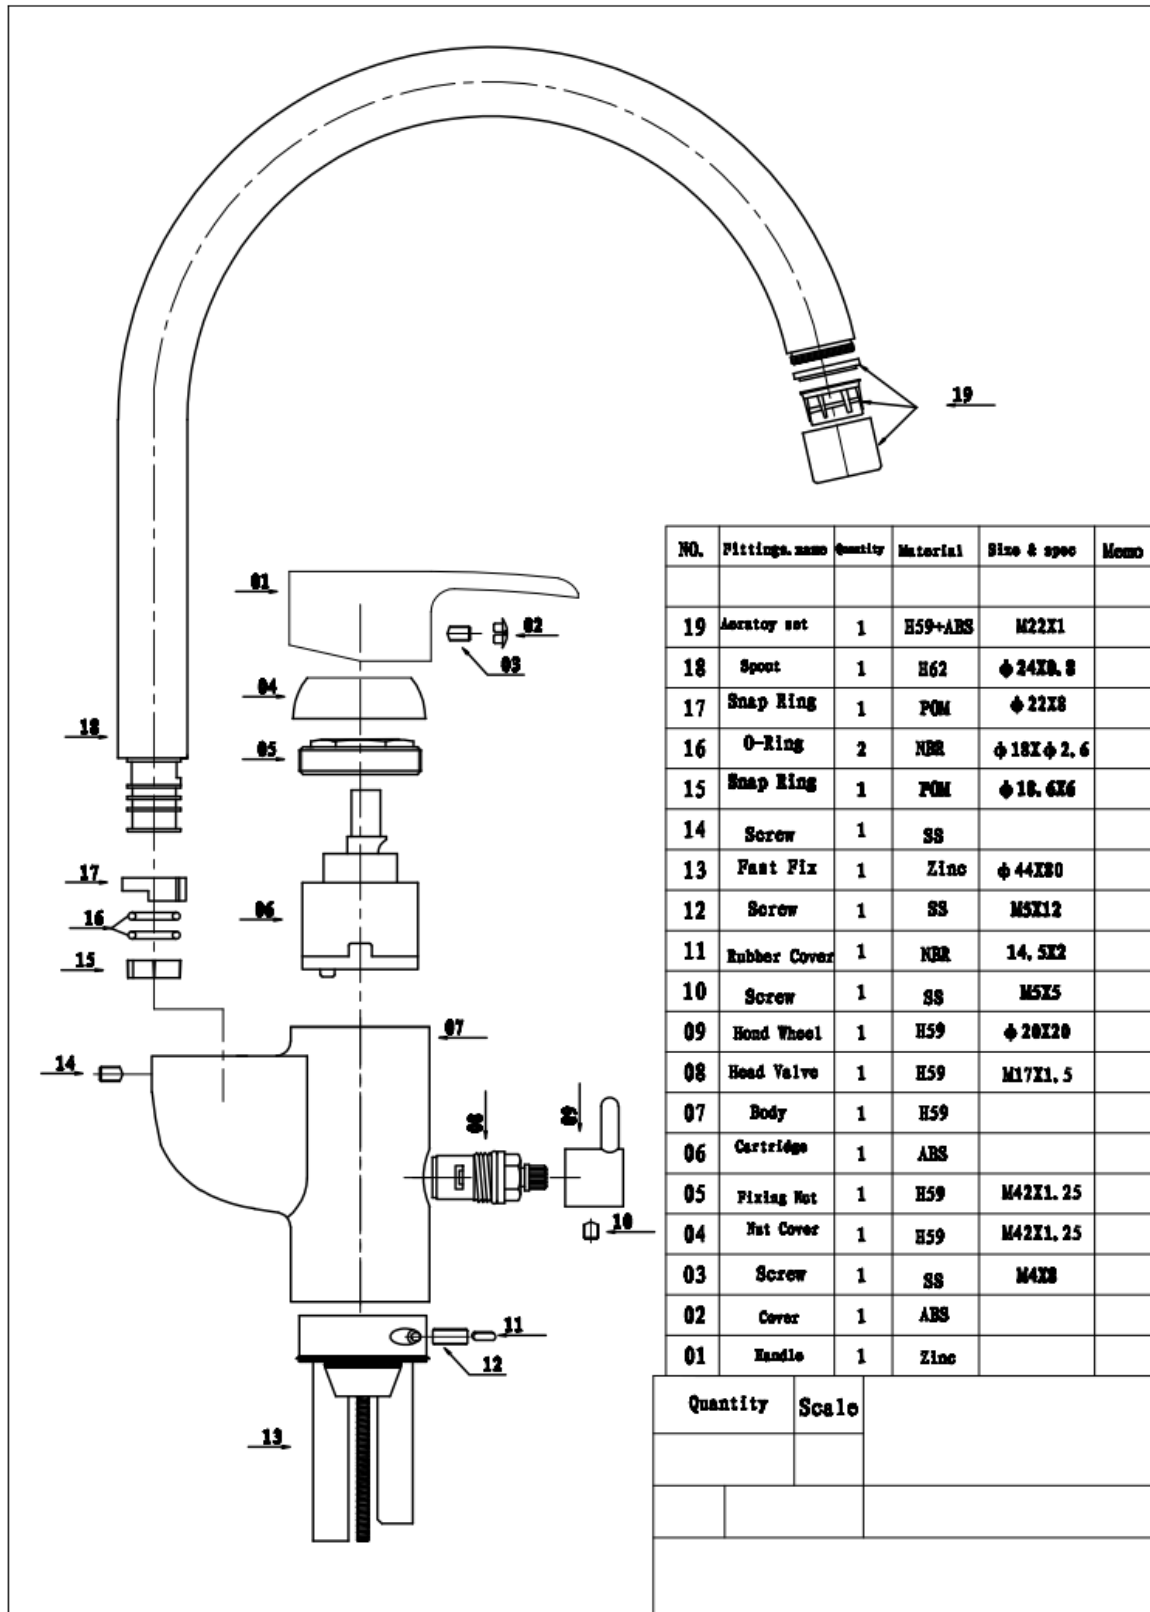 19
01
02
03
04
18
05
17
06
16
15
07
14
08
09
10
11
12
13
NO. Fittings.name Quantity Material Size & spec Memo
19 Aeratoy set 1 H59+ABS M22X1
18 Spout 1 H62 ϕ24X0.8
17 Snap Ring 1 POM ϕ22X8
16 O-Ring 2 NBR ϕ18Xϕ2.6
15 Snap Ring 1 POM ϕ18.6X6
14 Screw 1 SS
13 Fast Fix 1 Zinc ϕ44X80
12 Screw 1 SS M5X12
11 Rubber Cover 1 NBR 14.5X2
10 Screw 1 SS M5X5
09 Hond Wheel 1 H59 ϕ20X20
08 Head Valve 1 H59 M17X1.5
07 Body 1 H59
06 Cartridge 1 ABS
05 Fixing Nut 1 H59 M42X1.25
04 Nut Cover 1 H59 M42X1.25
03 Screw 1 SS M4X8
02 Cover 1 ABS
01 Handle 1 Zinc
Quantity Scale